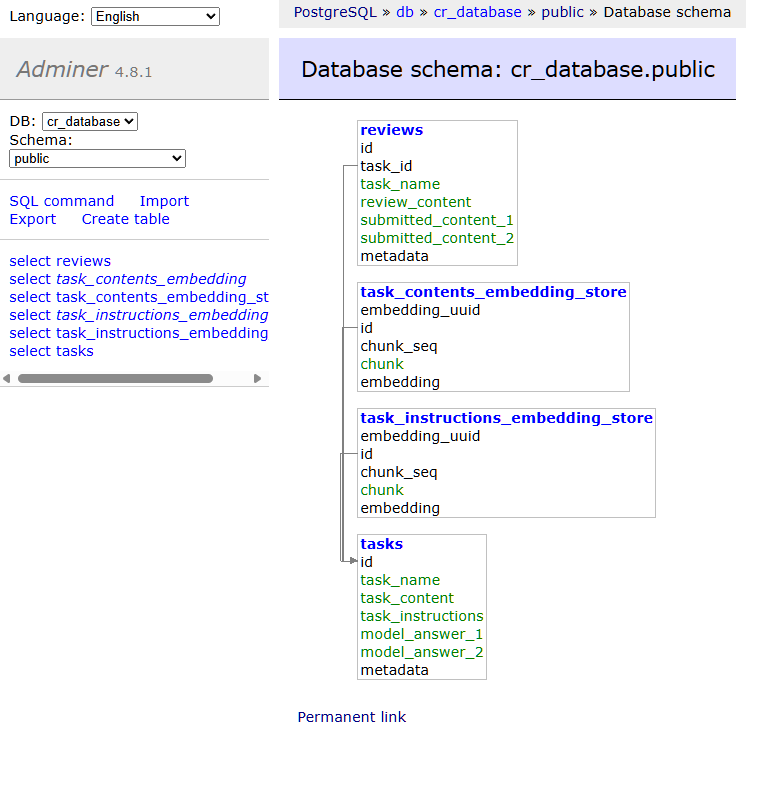 Language: English
PostgreSQL » db » cr_database » public » Database schema
Adminer 4.8.1
Database schema: cr_database.public
DB: cr_database
Schema:
public
SQL command Import
Export Create table
select reviews
select task_contents_embedding
select task_contents_embedding_st
select task_instructions_embedding
select task_instructions_embedding
select tasks
reviews
id
task_id
task_name
review_content
submitted_content_1
submitted_content_2
metadata
task_contents_embedding_store
embedding_uuid
id
chunk_seq
chunk
embedding
task_instructions_embedding_store
embedding_uuid
id
chunk_seq
chunk
embedding
tasks
id
task_name
task_content
task_instructions
model_answer_1
model_answer_2
metadata
Permanent link